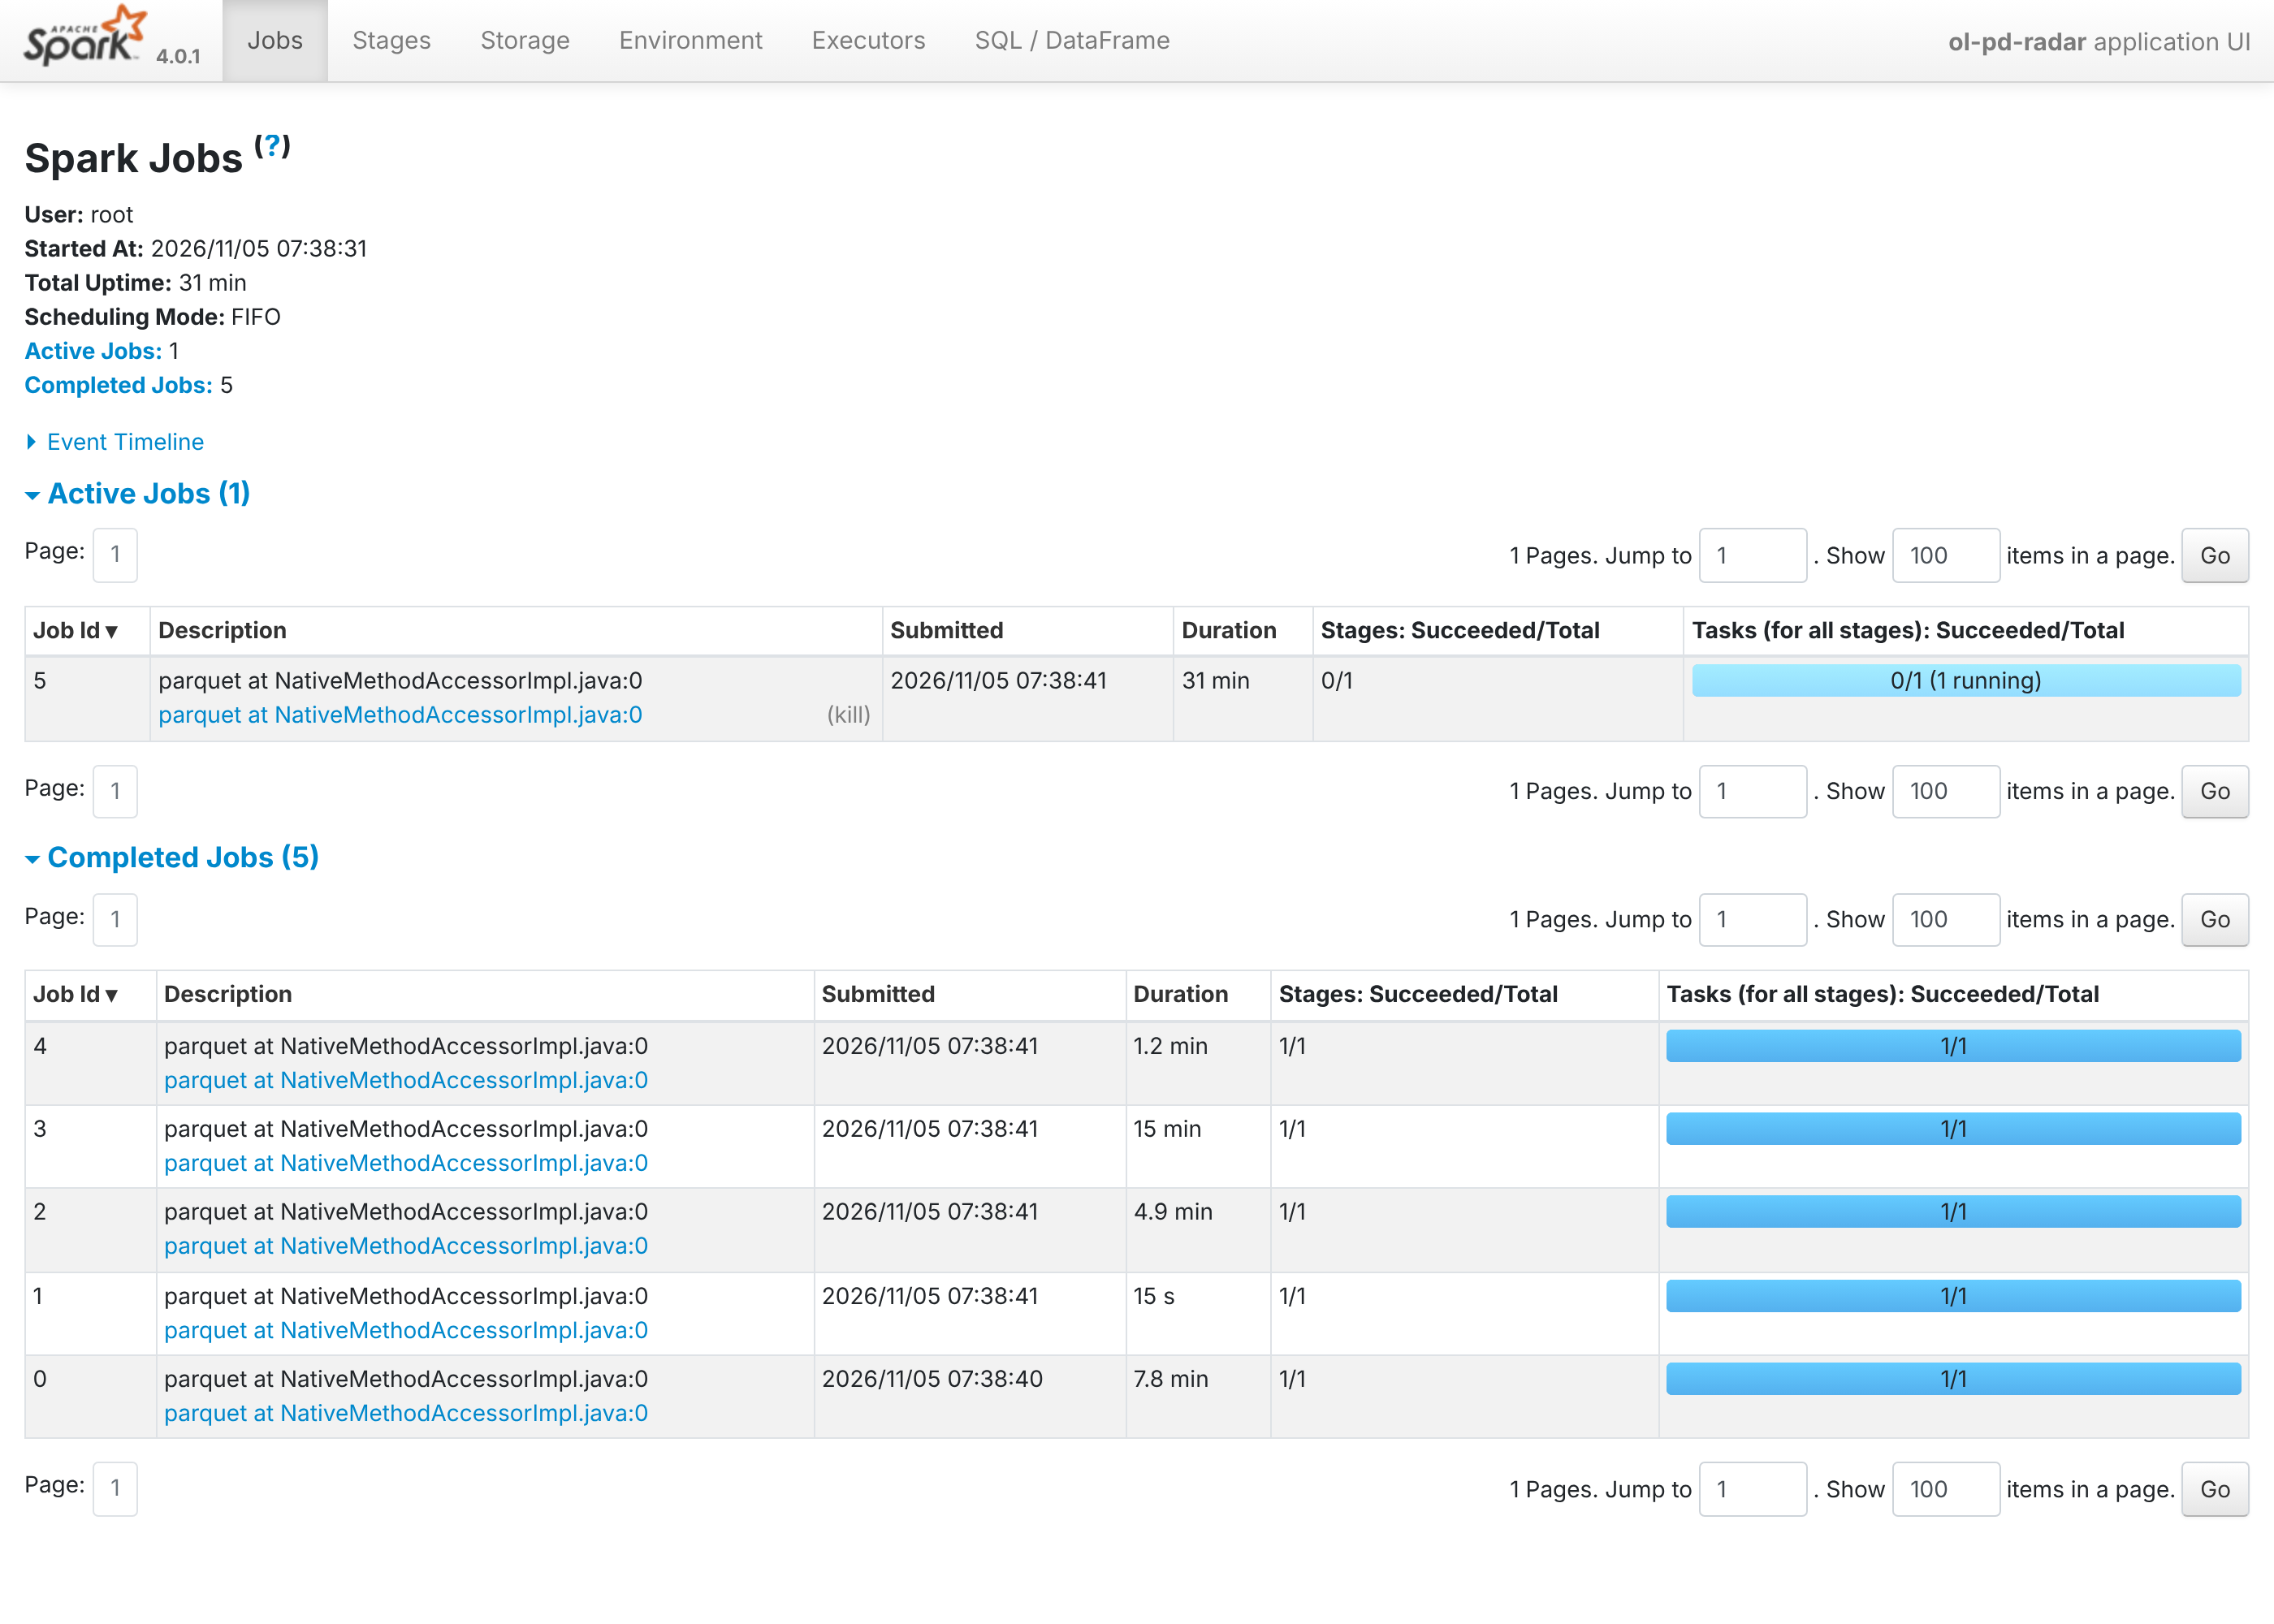 APACHE
Spark 4.0.1 Jobs Stages Storage Environment Executors SQL / DataFrame ol-pd-radar application UI
Spark Jobs (?)
User: root
Started At: 2026/11/05 07:38:31
Total Uptime: 31 min
Scheduling Mode: FIFO
Active Jobs: 1
Completed Jobs: 5
Event Timeline
Active Jobs (1)
Page: 1 1 Pages. Jump to 1 . Show 100 items in a page. Go
Job Id ▾ Description Submitted Duration Stages: Succeeded/Total Tasks (for all stages): Succeeded/Total
5 parquet at NativeMethodAccessorImpl.java:0 2026/11/05 07:38:41 31 min 0/1 0/1 (1 running)
parquet at NativeMethodAccessorImpl.java:0 (kill)
Page: 1 1 Pages. Jump to 1 . Show 100 items in a page. Go
Completed Jobs (5)
Page: 1 1 Pages. Jump to 1 . Show 100 items in a page. Go
Job Id ▾ Description Submitted Duration Stages: Succeeded/Total Tasks (for all stages): Succeeded/Total
4 parquet at NativeMethodAccessorImpl.java:0 2026/11/05 07:38:41 1.2 min 1/1 1/1
parquet at NativeMethodAccessorImpl.java:0
3 parquet at NativeMethodAccessorImpl.java:0 2026/11/05 07:38:41 15 min 1/1 1/1
parquet at NativeMethodAccessorImpl.java:0
2 parquet at NativeMethodAccessorImpl.java:0 2026/11/05 07:38:41 4.9 min 1/1 1/1
parquet at NativeMethodAccessorImpl.java:0
1 parquet at NativeMethodAccessorImpl.java:0 2026/11/05 07:38:41 15 s 1/1 1/1
parquet at NativeMethodAccessorImpl.java:0
0 parquet at NativeMethodAccessorImpl.java:0 2026/11/05 07:38:40 7.8 min 1/1 1/1
parquet at NativeMethodAccessorImpl.java:0
Page: 1 1 Pages. Jump to 1 . Show 100 items in a page. Go